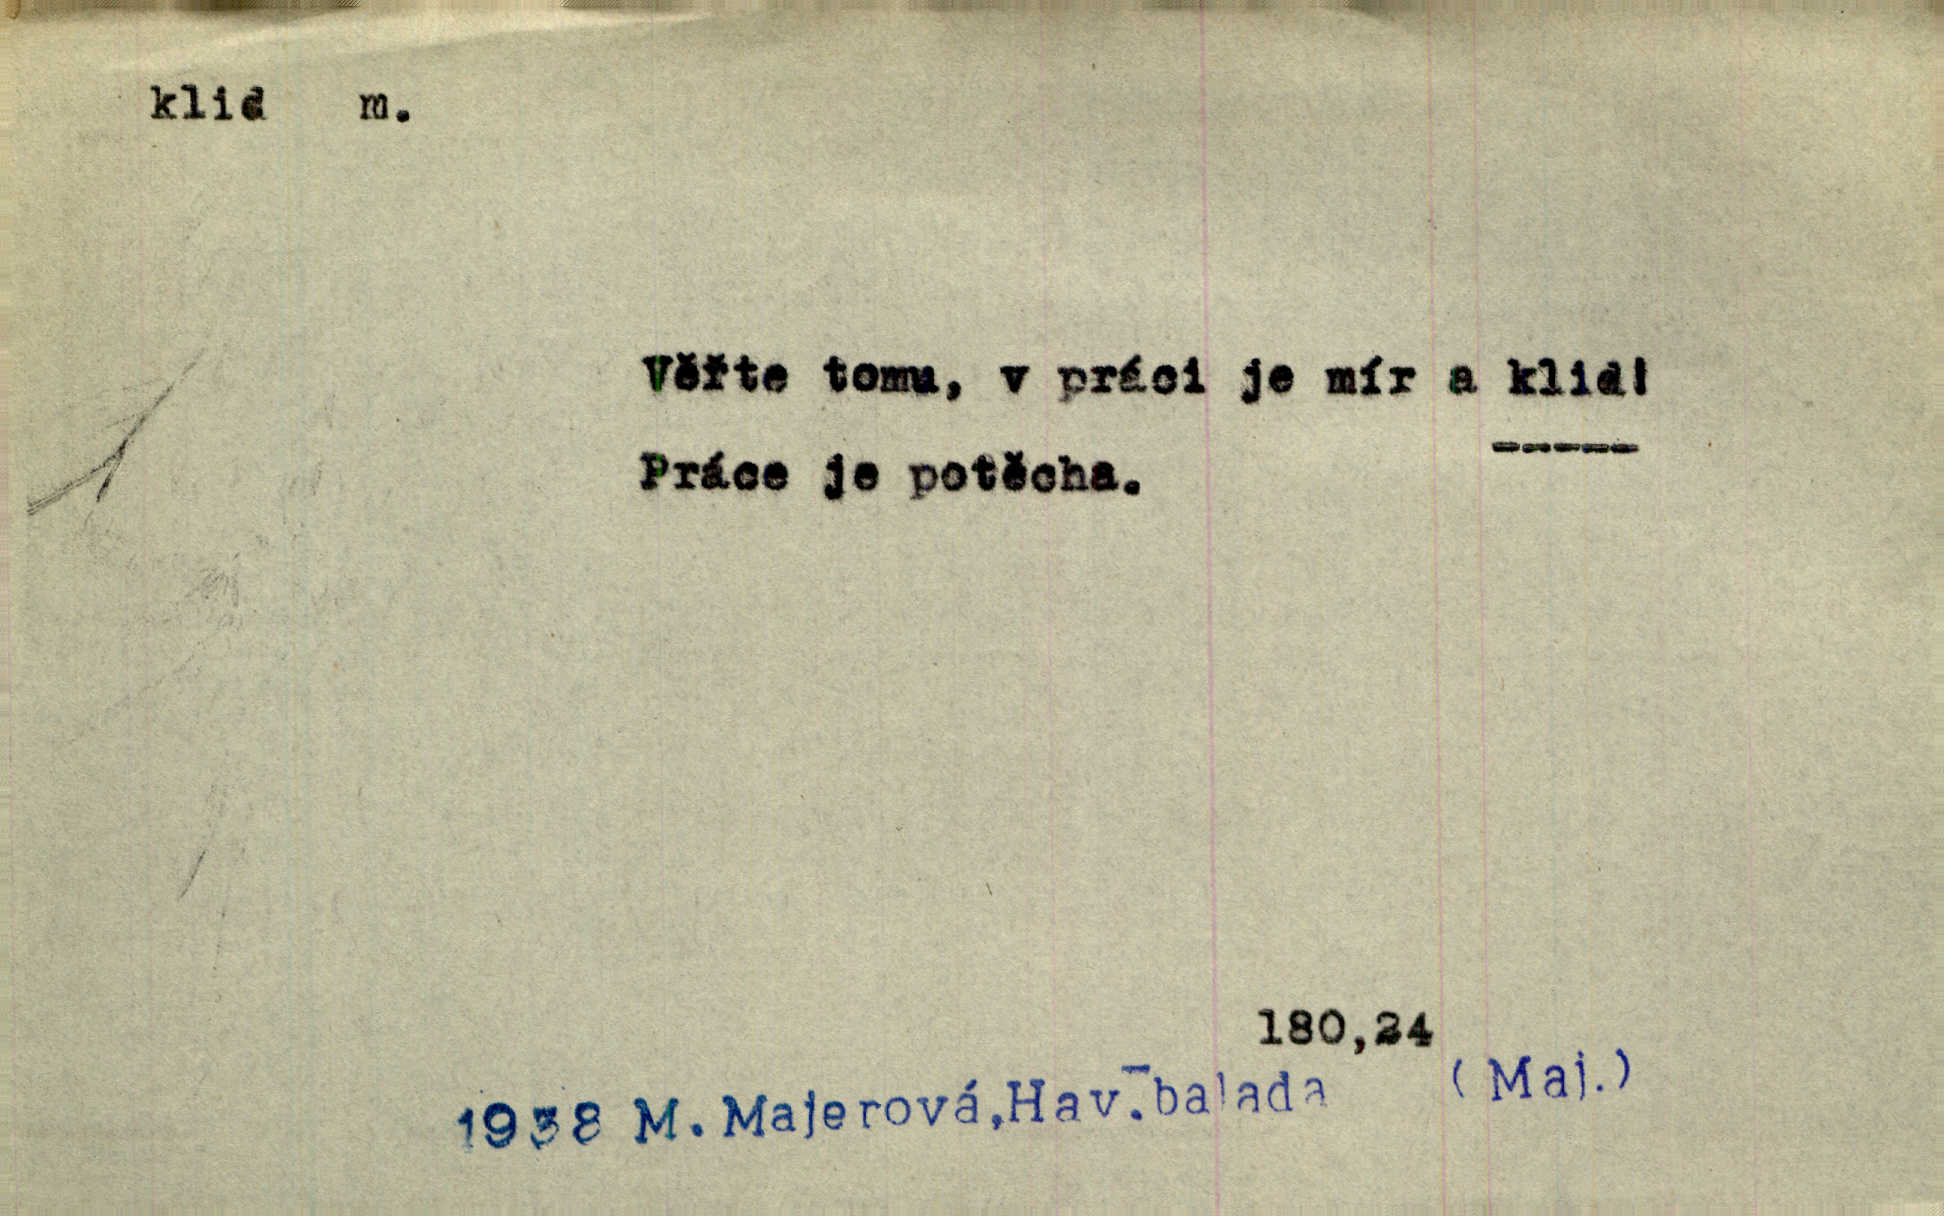 klid m.
Věřte tomu, v práci je mír a klid!
Práce je potěcha.
180,24
1938 M. Majerová, Hav. balada (Maj.)